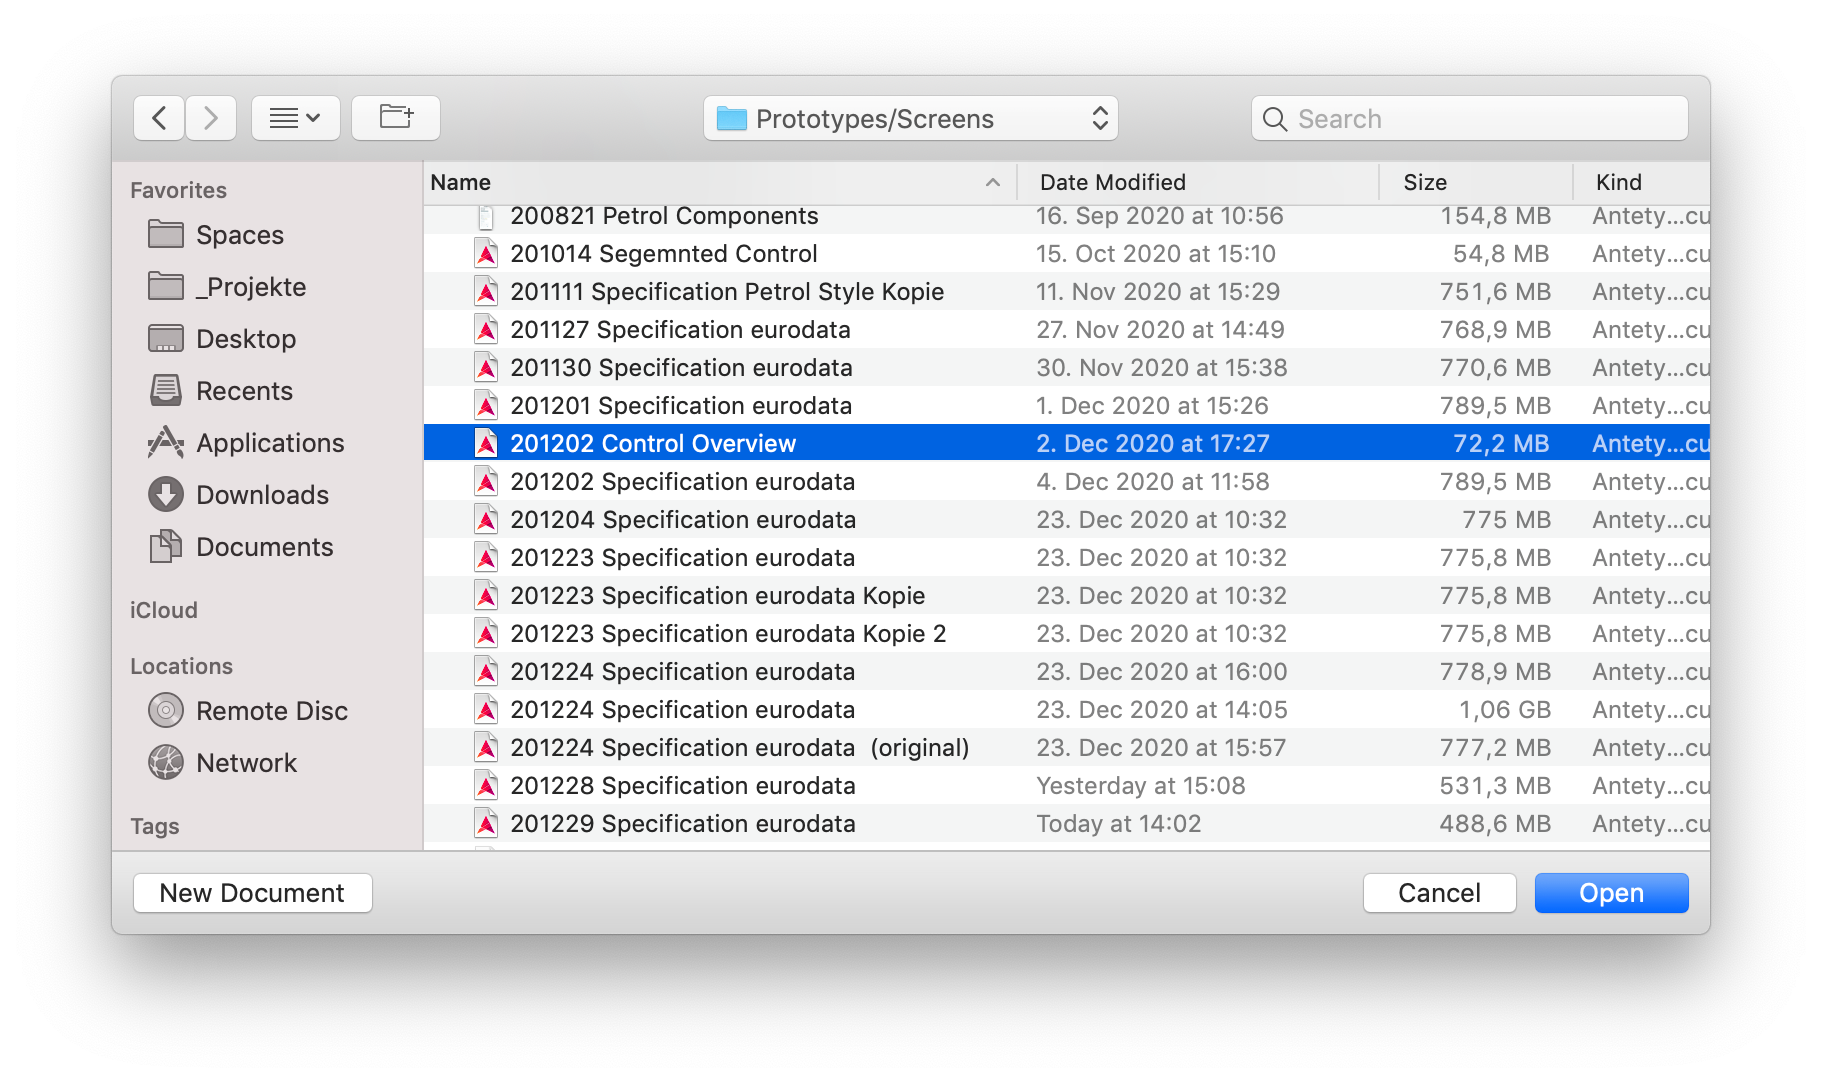 Prototypes/Screens
Search
Favorites
Spaces
_Projekte
Desktop
Recents
Applications
Downloads
Documents
iCloud
Locations
Remote Disc
Network
Tags
Name Date Modified Size Kind
200821 Petrol Components 16. Sep 2020 at 10:56 154,8 MB Antety...cu
201014 Segemnted Control 15. Oct 2020 at 15:10 54,8 MB Antety...cu
201111 Specification Petrol Style Kopie 11. Nov 2020 at 15:29 751,6 MB Antety...cu
201127 Specification eurodata 27. Nov 2020 at 14:49 768,9 MB Antety...cu
201130 Specification eurodata 30. Nov 2020 at 15:38 770,6 MB Antety...cu
201201 Specification eurodata 1. Dec 2020 at 15:26 789,5 MB Antety...cu
201202 Control Overview 2. Dec 2020 at 17:27 72,2 MB Antety...cu
201202 Specification eurodata 4. Dec 2020 at 11:58 789,5 MB Antety...cu
201204 Specification eurodata 23. Dec 2020 at 10:32 775 MB Antety...cu
201223 Specification eurodata 23. Dec 2020 at 10:32 775,8 MB Antety...cu
201223 Specification eurodata Kopie 23. Dec 2020 at 10:32 775,8 MB Antety...cu
201223 Specification eurodata Kopie 2 23. Dec 2020 at 10:32 775,8 MB Antety...cu
201224 Specification eurodata 23. Dec 2020 at 16:00 778,9 MB Antety...cu
201224 Specification eurodata 23. Dec 2020 at 14:05 1,06 GB Antety...cu
201224 Specification eurodata (original) 23. Dec 2020 at 15:57 777,2 MB Antety...cu
201228 Specification eurodata Yesterday at 15:08 531,3 MB Antety...cu
201229 Specification eurodata Today at 14:02 488,6 MB Antety...cu
New Document
Cancel
Open